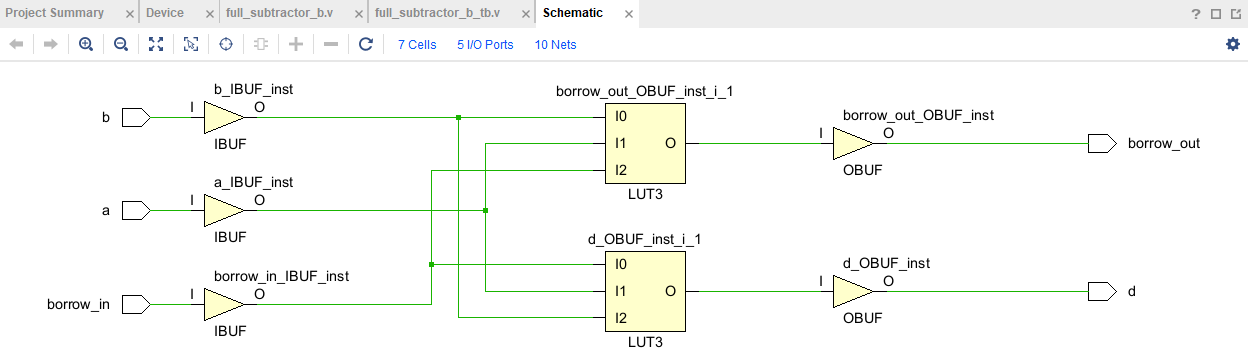 Project Summary × Device × full_subtractor_b.v × full_subtractor_b_tb.v × Schematic × ?
7 Cells 5 I/O Ports 10 Nets
b_IBUF_inst
b I O
IBUF
borrow_out_OBUF_inst_i_1
I0
I1 O
I2
LUT3
borrow_out_OBUF_inst
I O borrow_out
OBUF
a_IBUF_inst
a I O
IBUF
d_OBUF_inst_i_1
I0
I1 O
I2
LUT3
borrow_in_IBUF_inst
borrow_in I O
IBUF
d_OBUF_inst
I O d
OBUF